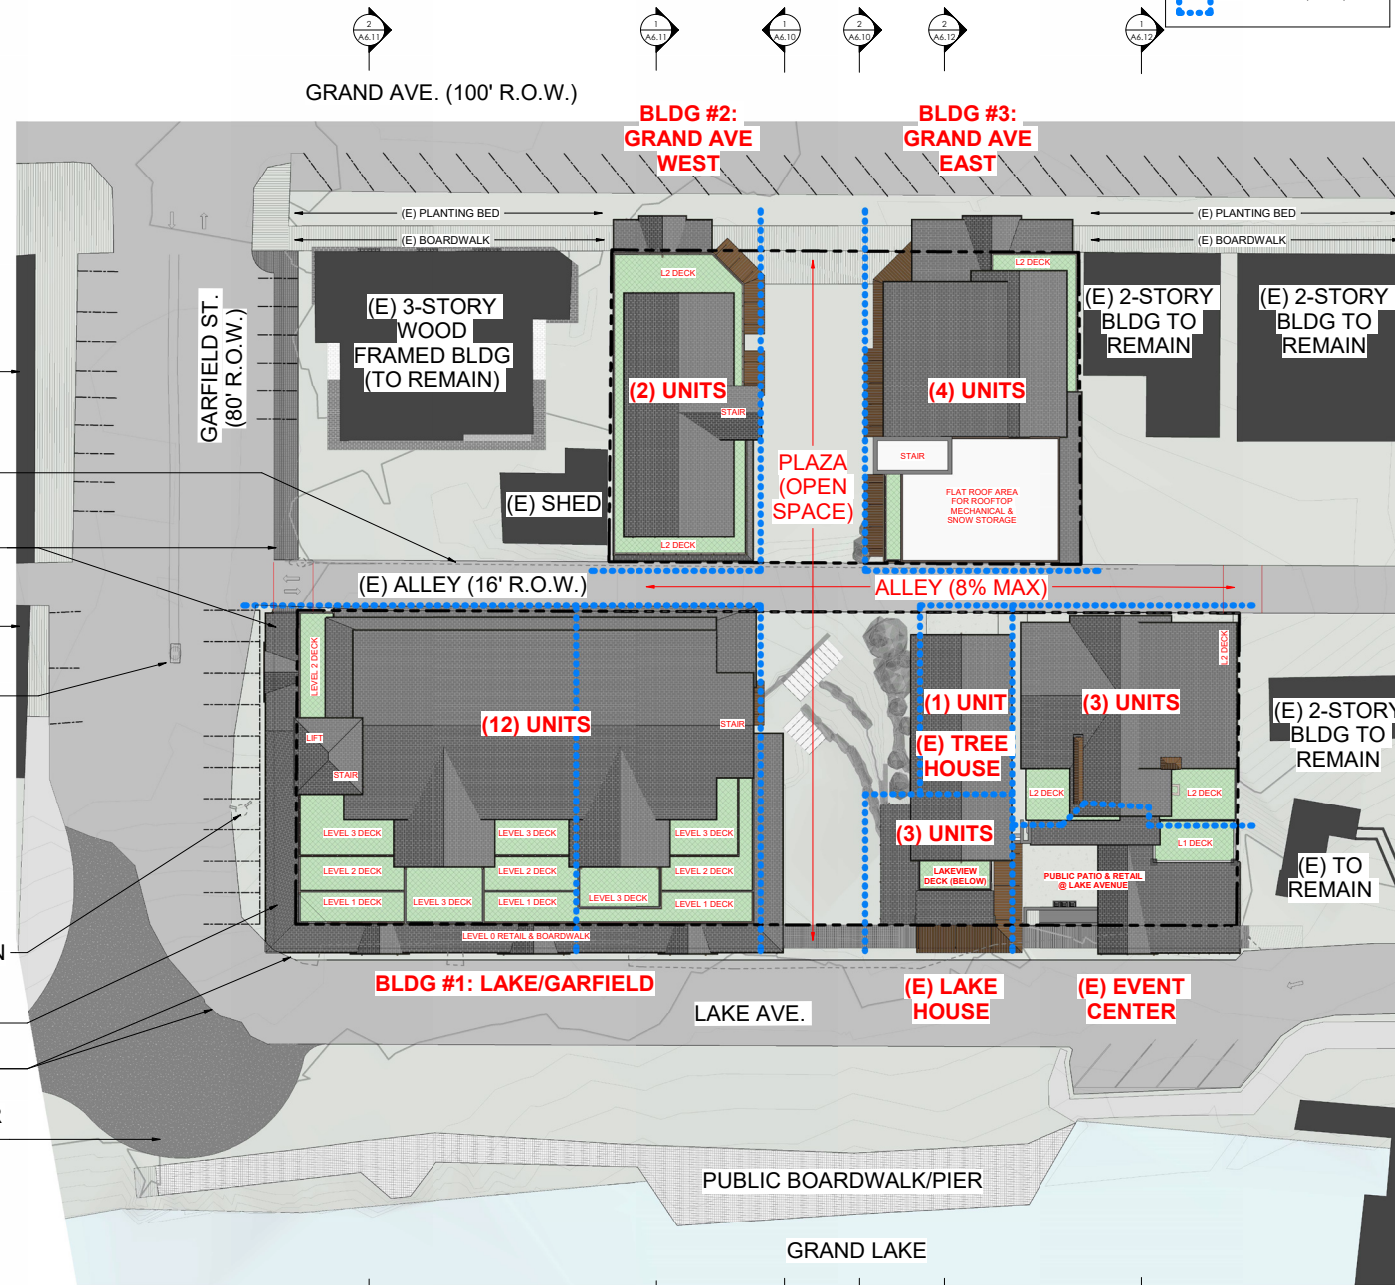 2
A6.11
1
A6.11
1
A6.10
2
A6.10
2
A6.12
1
A6.12
GRAND AVE. (100' R.O.W.)
BLDG #2:
GRAND AVE
WEST
BLDG #3:
GRAND AVE
EAST
(E) PLANTING BED
(E) BOARDWALK
(E) PLANTING BED
(E) BOARDWALK
GARFIELD ST.
(80' R.O.W.)
(E) 3-STORY
WOOD
FRAMED BLDG
(TO REMAIN)
L2 DECK
(2) UNITS
STAIR
L2 DECK
(E) SHED
PLAZA
(OPEN
SPACE)
L2 DECK
(4) UNITS
STAIR
FLAT ROOF AREA
FOR ROOFTOP
MECHANICAL &
SNOW STORAGE
(E) 2-STORY
BLDG TO
REMAIN
(E) 2-STORY
BLDG TO
REMAIN
(E) ALLEY (16' R.O.W.)
ALLEY (8% MAX)
LEVEL 2 DECK
LIFT
STAIR
(12) UNITS
STAIR
LEVEL 3 DECK
LEVEL 3 DECK
LEVEL 3 DECK
LEVEL 2 DECK
LEVEL 2 DECK
LEVEL 2 DECK
LEVEL 1 DECK
LEVEL 3 DECK
LEVEL 1 DECK
LEVEL 3 DECK
LEVEL 1 DECK
LEVEL 0 RETAIL & BOARDWALK
BLDG #1: LAKE/GARFIELD
(1) UNIT
(E) TREE
HOUSE
(3) UNITS
LAKEVIEW
DECK (BELOW)
(E) LAKE
HOUSE
L2 DECK
(3) UNITS
L2 DECK
L2 DECK
L1 DECK
PUBLIC PATIO & RETAIL
@ LAKE AVENUE
(E) EVENT
CENTER
(E) 2-STORY
BLDG TO
REMAIN
(E) TO
REMAIN
N
R
LAKE AVE.
PUBLIC BOARDWALK/PIER
GRAND LAKE